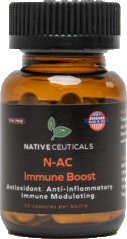 NATIVECEUTICALS
N-AC
Immune Boost
Antioxidant. Anti-inflammatory.
Immune Modulating.